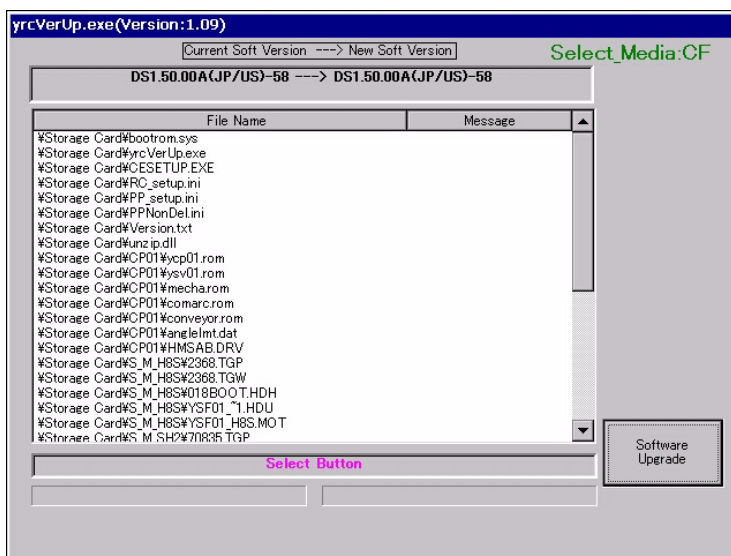 yrcVerUp.exe(Version:1.09)
Current Soft Version ---> New Soft Version
Select_Media:CF
DS1.50.00A(JP/US)-58 ---> DS1.50.00A(JP/US)-58
File Name Message
¥Storage Card¥bootrom.sys
¥Storage Card¥yrcVerUp.exe
¥Storage Card¥CESETUP.EXE
¥Storage Card¥RC_setup.ini
¥Storage Card¥PP_setup.ini
¥Storage Card¥PPNonDel.ini
¥Storage Card¥Version.txt
¥Storage Card¥unzip.dll
¥Storage Card¥CP01¥ycp01.rom
¥Storage Card¥CP01¥ysv01.rom
¥Storage Card¥CP01¥mecha.rom
¥Storage Card¥CP01¥comarc.rom
¥Storage Card¥CP01¥conveyor.rom
¥Storage Card¥CP01¥anglelmt.dat
¥Storage Card¥CP01¥HMSAB.DRV
¥Storage Card¥S_M_H8S¥2368.TGP
¥Storage Card¥S_M_H8S¥2368.TGW
¥Storage Card¥S_M_H8S¥018BOOT.HDH
¥Storage Card¥S_M_H8S¥YSF01_~1.HDU
¥Storage Card¥S_M_H8S¥YSF01_H8S.MOT
¥Storage Card¥S_M_SH2¥70835.TGP
Select Button
Software
Upgrade